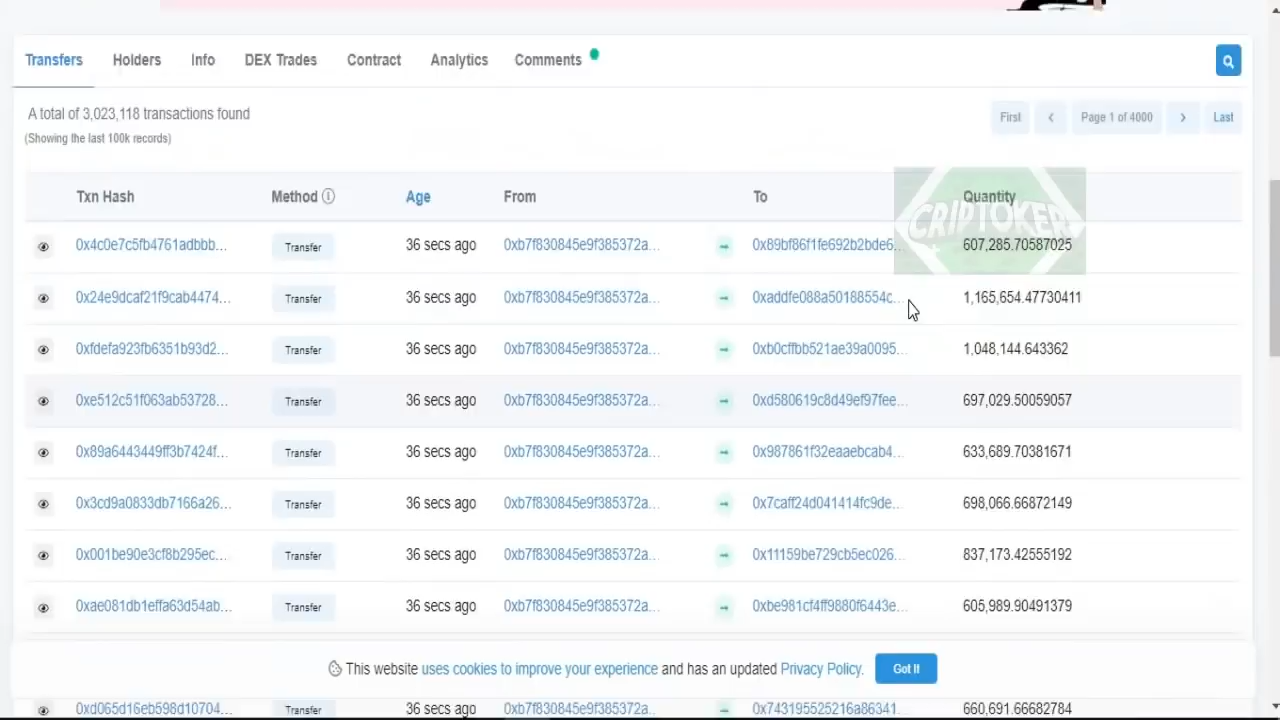 Transfers Holders Info DEX Trades Contract Analytics Comments
A total of 3,023,118 transactions found
(Showing the last 100k records)
First Page 1 of 4000 Last
Txn Hash Method Age From To Quantity
CRIPTOKER
0x4c0e7c5fb4761adbbb... Transfer 36 secs ago 0xb7f830845e9f385372a... 0x89bf86f1fe692b2bde6... 607,285.70587025
0x24e9dcaf21f9cab4474... Transfer 36 secs ago 0xb7f830845e9f385372a... 0xaddfe088a50188554c... 1,165,654.47730411
0xfdefa923fb6351b93d2... Transfer 36 secs ago 0xb7f830845e9f385372a... 0xb0cffbb521ae39a0095... 1,048,144.643362
0xe512c51f063ab53728... Transfer 36 secs ago 0xb7f830845e9f385372a... 0xd580619c8d49ef97fee... 697,029.50059057
0x89a6443449ff3b7424f... Transfer 36 secs ago 0xb7f830845e9f385372a... 0x987861f32eaaebcab4... 633,689.70381671
0x3cd9a0833db7166a26... Transfer 36 secs ago 0xb7f830845e9f385372a... 0x7caff24d041414fc9de... 698,066.66872149
0x001be90e3cf8b295ec... Transfer 36 secs ago 0xb7f830845e9f385372a... 0x11159be729cb5ec026... 837,173.42555192
0xae081db1effa63d54ab... Transfer 36 secs ago 0xb7f830845e9f385372a... 0xbe981cf4ff9880f6443e... 605,989.90491379
This website uses cookies to improve your experience and has an updated Privacy Policy. Got It
0xd065d16eb598d10704... Transfer 36 secs ago 0xb7f830845e9f385372a... 0x743195525216a86341... 660,691.66682784